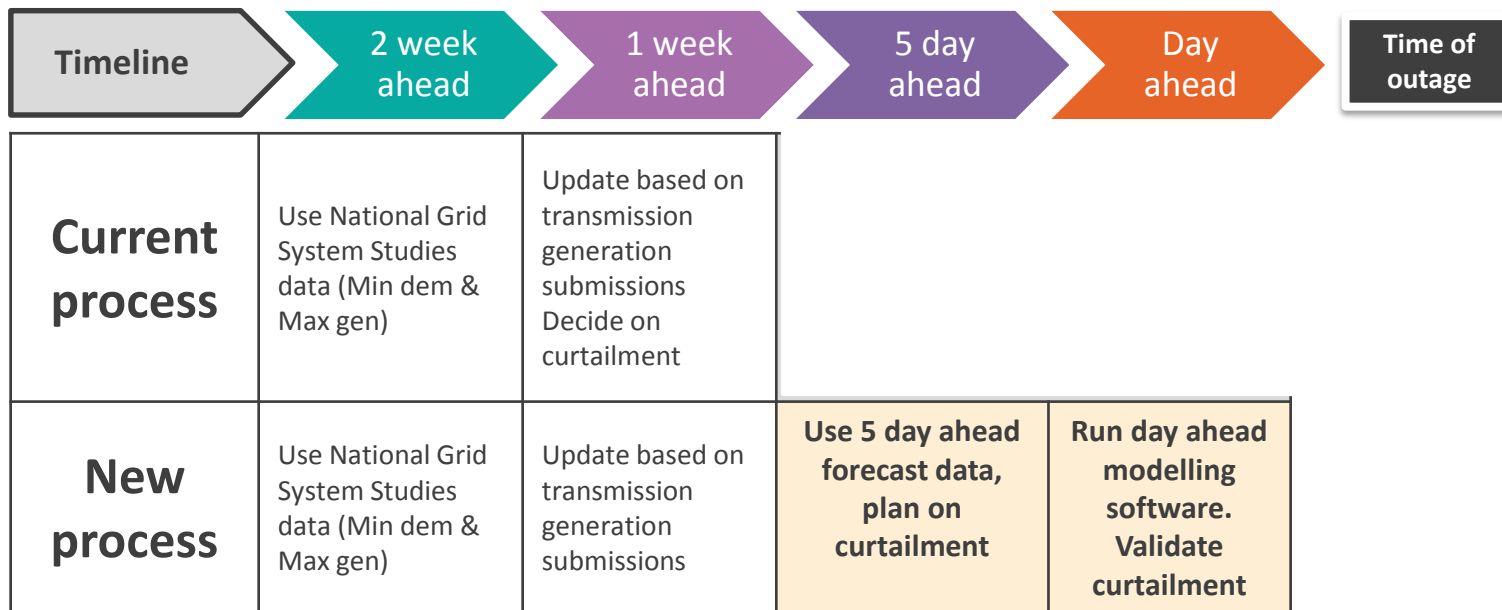 Timeline
2 week
ahead
1 week
ahead
5 day
ahead
Day
ahead
Time of
outage
Current
process
Use National Grid
System Studies
data (Min dem &
Max gen)
Update based on
transmission
generation
submissions
Decide on
curtailment
New
process
Use National Grid
System Studies
data (Min dem &
Max gen)
Update based on
transmission
generation
submissions
Use 5 day ahead
forecast data,
plan on
curtailment
Run day ahead
modelling
software.
Validate
curtailment